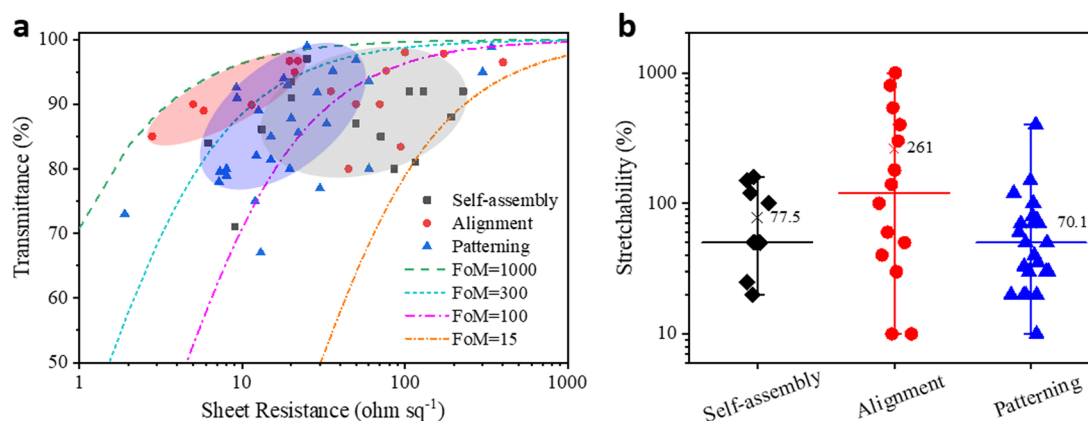 a
100
90
80
70
60
50
Transmittance (%)
Self-assembly
Alignment
Patterning
FoM=1000
FoM=300
FoM=100
FoM=15
1
10
100
1000
Sheet Resistance (ohm sq⁻¹)
b
1000
100
10
Stretchability (%)
77.5
261
70.1
Self-assembly
Alignment
Patterning